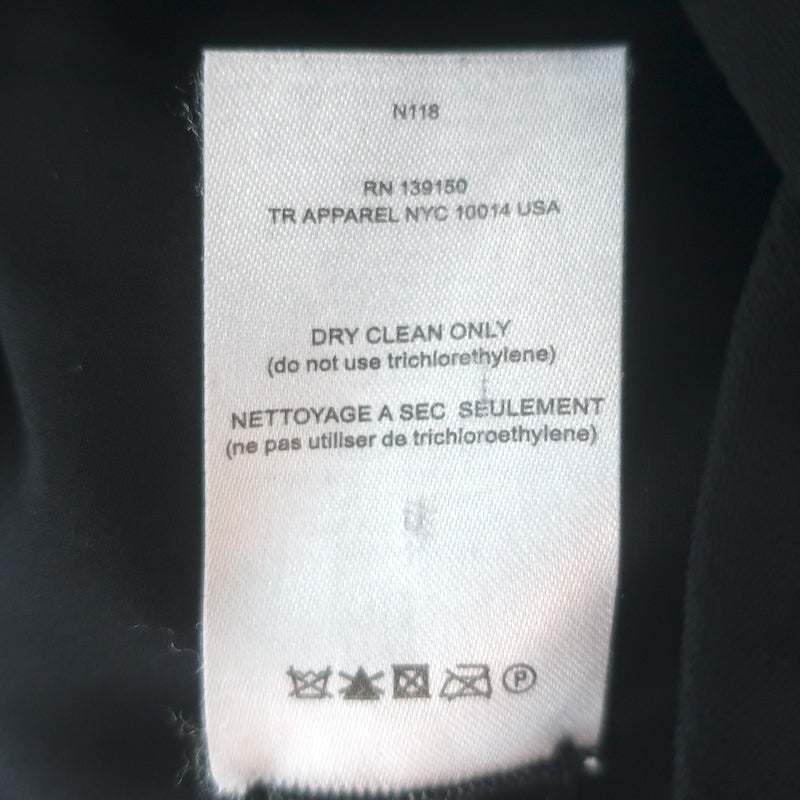 N118
RN 139150
TR APPAREL NYC 10014 USA
DRY CLEAN ONLY
(do not use trichlorethylene)
NETTOYAGE A SEC SEULEMENT
(ne pas utiliser de trichloroethylene)
P